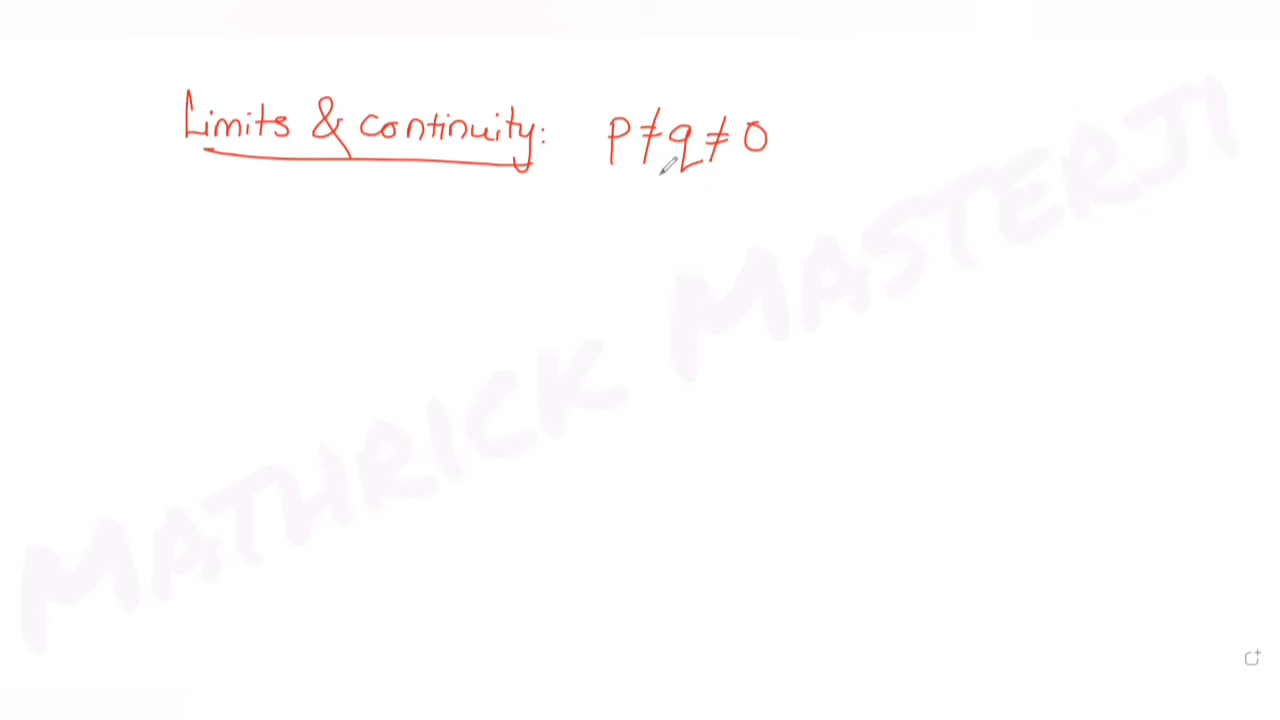 Limits & continuity: p ≠ q ≠ 0
MATHRICK MASTERJI